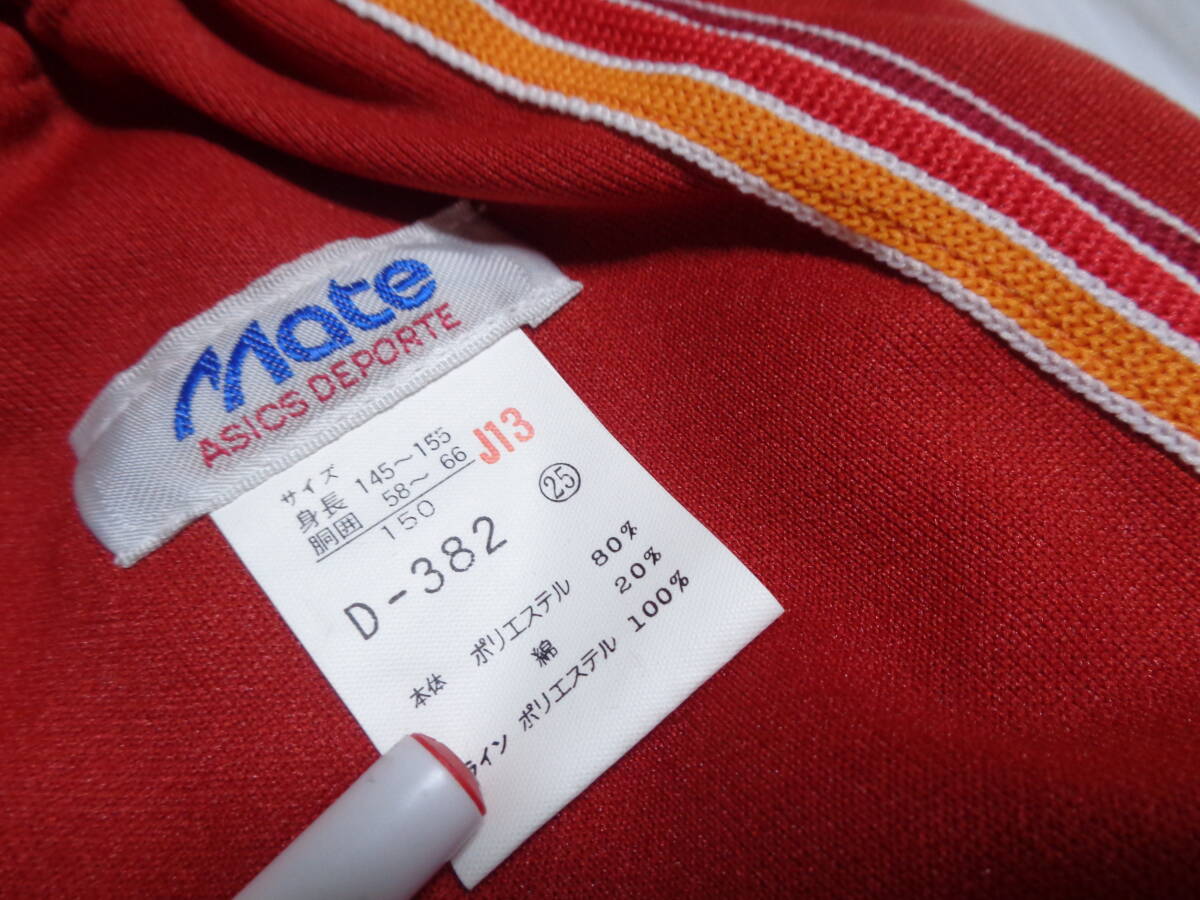 Mate
ASICS DEPORTE
サイズ
身長 145～155
胴囲 58～ 66
J13
150
D-382
25
本体 ポリエステル 80%
綿 20%
ライン ポリエステル 100%